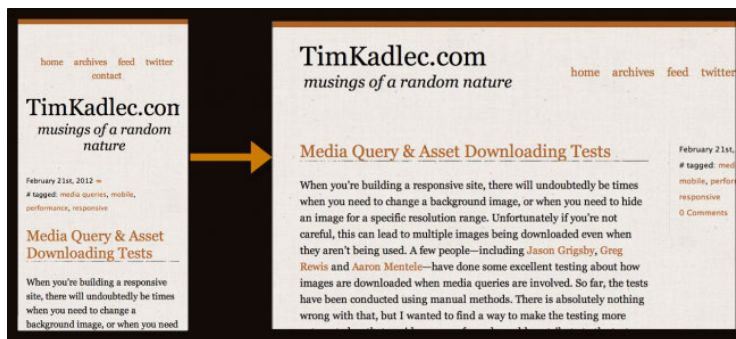 home archives feed twitter
contact
TimKadlec.com
musings of a random
nature
February 21st, 2012 ∞
# tagged: media queries, mobile,
performance, responsive
Media Query & Asset
Downloading Tests
When you're building a responsive
site, there will undoubtedly be times
when you need to change a
background image, or when you need
TimKadlec.com
musings of a random nature
home archives feed twitter
Media Query & Asset Downloading Tests
When you're building a responsive site, there will undoubtedly be times
when you need to change a background image, or when you need to hide
an image for a specific resolution range. Unfortunately if you're not
careful, this can lead to multiple images being downloaded even when
they aren't being used. A few people—including Jason Grigsby, Greg
Rewis and Aaron Mentele—have done some excellent testing about how
images are downloaded when media queries are involved. So far, the tests
have been conducted using manual methods. There is absolutely nothing
wrong with that, but I wanted to find a way to make the testing more
February 21st,
# tagged: med
mobile, perfor
responsive
0 Comments